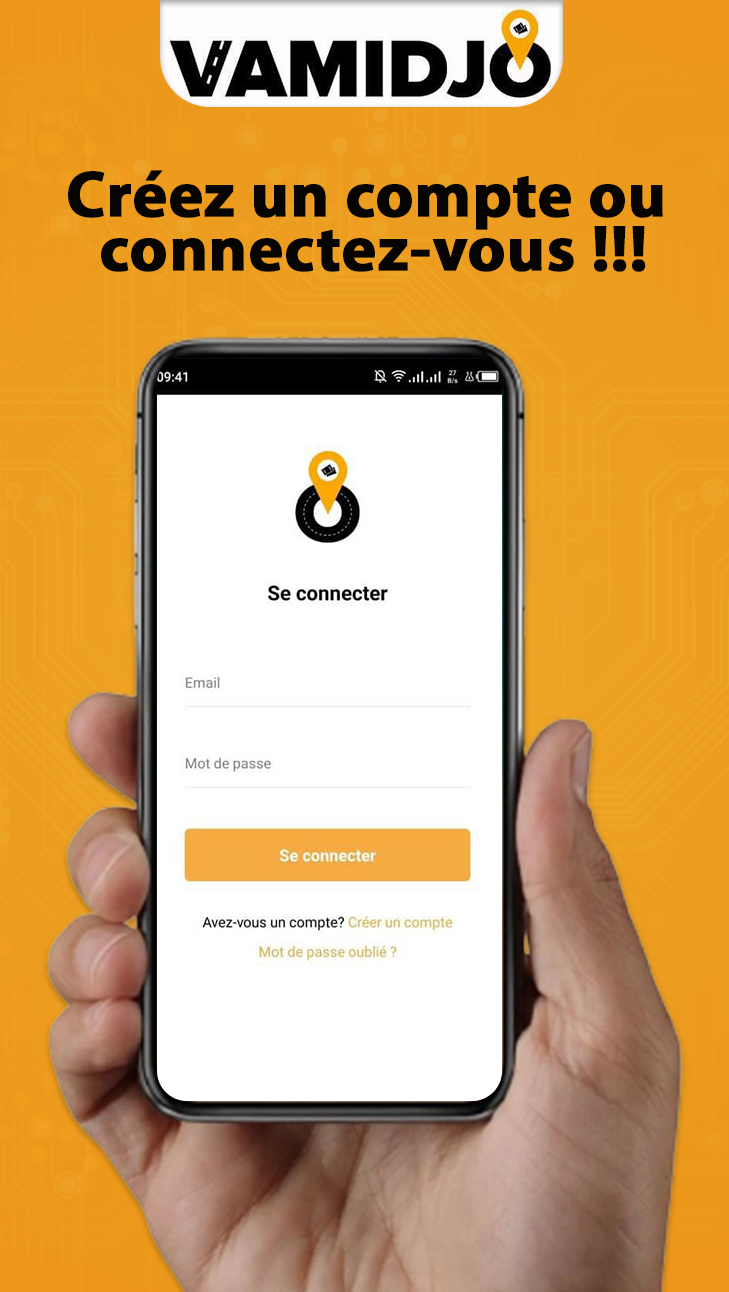 VAMIDJO
Créez un compte ou
connectez-vous !!!
09:41
27
B/s
Se connecter
Email
Mot de passe
Se connecter
Avez-vous un compte? Créer un compte
Mot de passe oublié ?